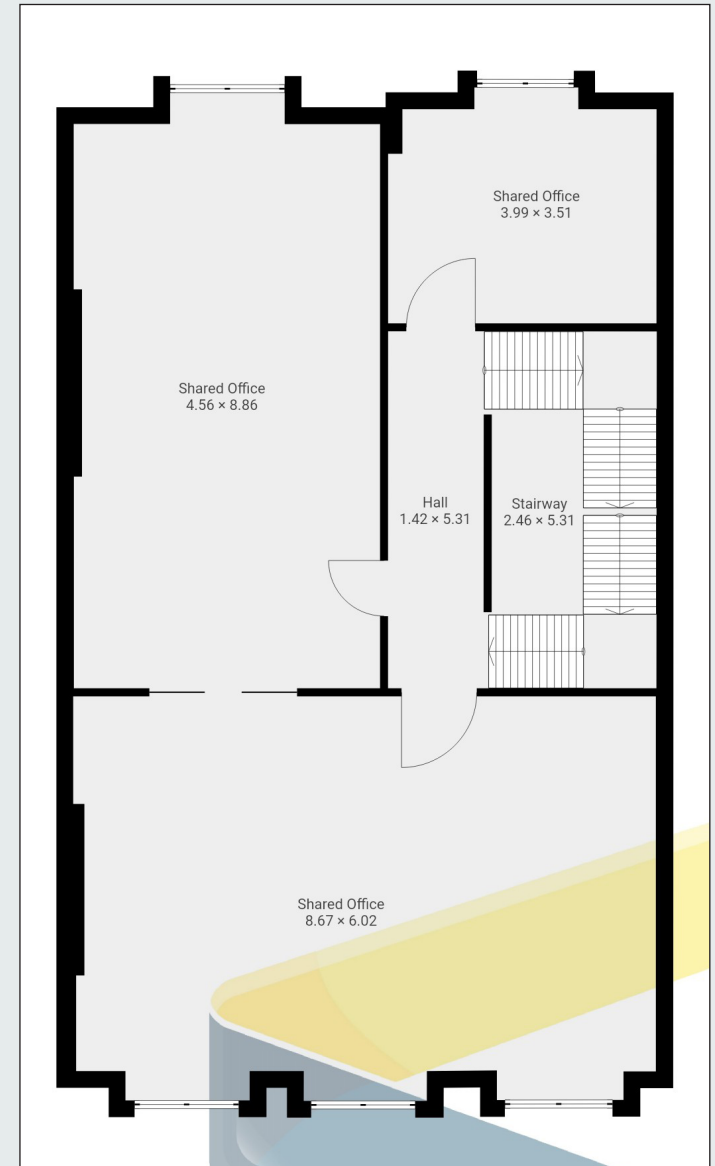 Shared Office
3.99 × 3.51
Shared Office
4.56 × 8.86
Hall
1.42 × 5.31
Stairway
2.46 × 5.31
Shared Office
8.67 × 6.02